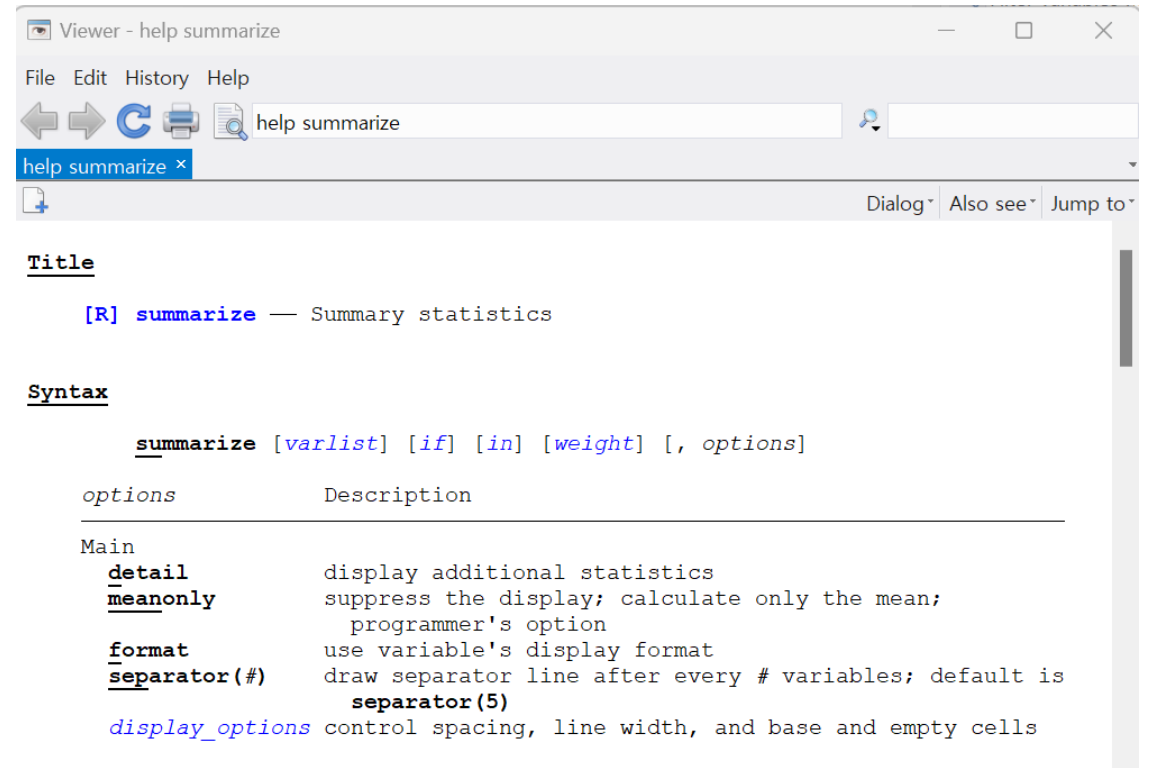 Viewer - help summarize
File Edit History Help
help summarize
help summarize ×
Dialog Also see Jump to
Title
[R] summarize — Summary statistics
Syntax
summarize [varlist] [if] [in] [weight] [, options]
options Description
Main
detail display additional statistics
meanonly suppress the display; calculate only the mean;
programmer's option
format use variable's display format
separator(#) draw separator line after every # variables; default is
separator(5)
display_options control spacing, line width, and base and empty cells